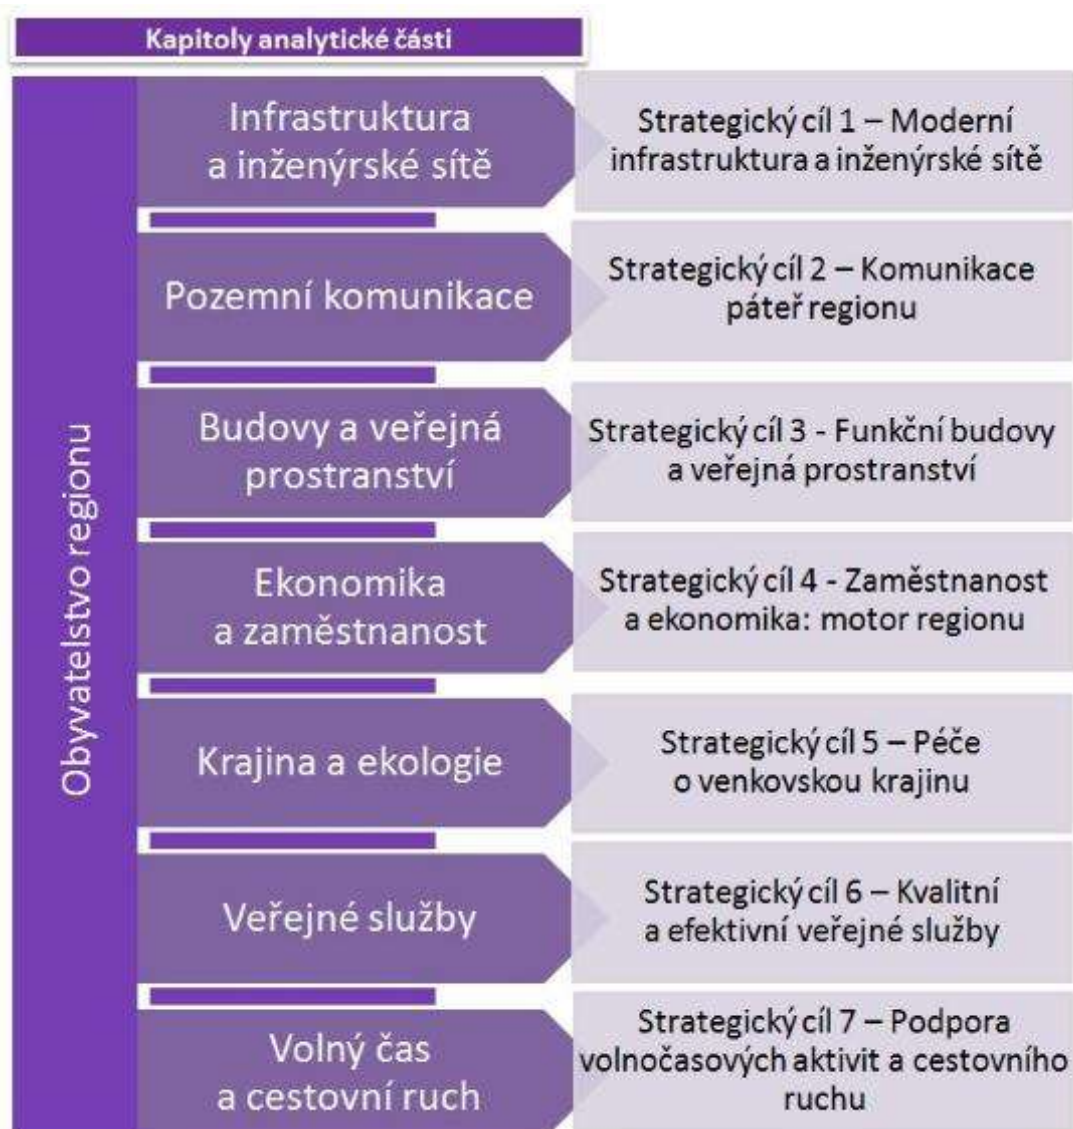 Kapitoly analytické části
Obyvatelstvo regionu
Infrastruktura
a inženýrské sítě
Strategický cíl 1 – Moderní
infrastruktura a inženýrské sítě
Pozemní komunikace
Strategický cíl 2 – Komunikace
páteř regionu
Budovy a veřejná
prostranství
Strategický cíl 3 - Funkční budovy
a veřejná prostranství
Ekonomika
a zaměstnanost
Strategický cíl 4 - Zaměstnanost
a ekonomika: motor regionu
Krajina a ekologie
Strategický cíl 5 – Péče
o venkovskou krajinu
Veřejné služby
Strategický cíl 6 – Kvalitní
a efektivní veřejné služby
Volný čas
a cestovní ruch
Strategický cíl 7 – Podpora
volnočasových aktivit a cestovního
ruchu